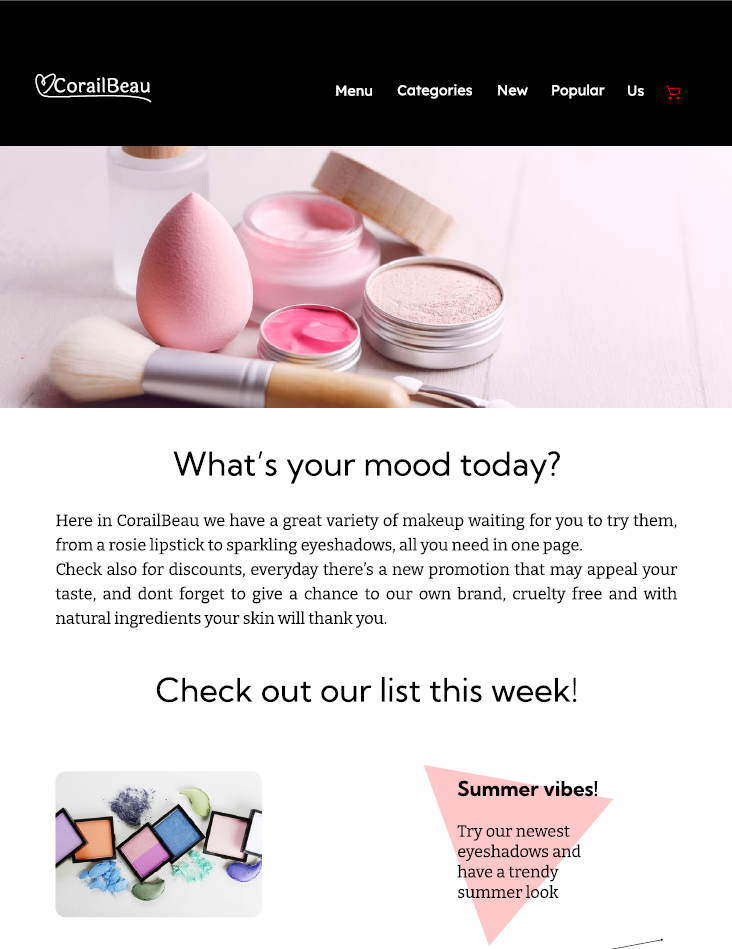 CorailBeau
Menu Categories New Popular Us
What's your mood today?
Here in CorailBeau we have a great variety of makeup waiting for you to try them,
from a rosie lipstick to sparkling eyeshadows, all you need in one page.
Check also for discounts, everyday there's a new promotion that may appeal your
taste, and dont forget to give a chance to our own brand, cruelty free and with
natural ingredients your skin will thank you.
Check out our list this week!
Summer vibes!
Try our newest
eyeshadows and
have a trendy
summer look